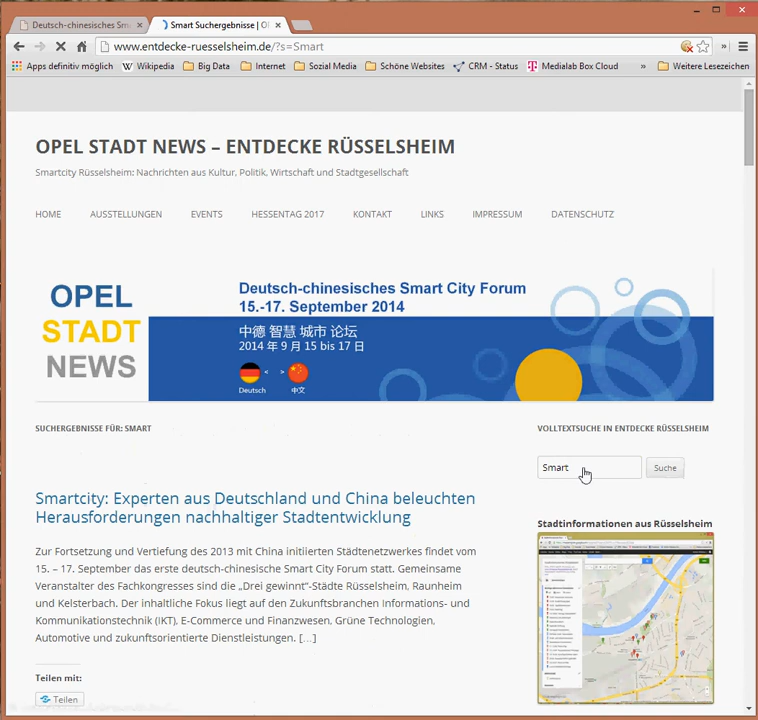 Deutsch-chinesisches Sma
Smart Suchergebnisse | O
www.entdecke-ruesselsheim.de/?s=Smart
Apps definitiv möglich
Wikipedia
Big Data
Internet
Sozial Media
Schöne Websites
CRM - Status
Medialab Box Cloud
»
Weitere Lesezeichen
OPEL STADT NEWS – ENTDECKE RÜSSELSHEIM
Smartcity Rüsselsheim: Nachrichten aus Kultur, Politik, Wirtschaft und Stadtgesellschaft
HOME
AUSSTELLUNGEN
EVENTS
HESSENTAG 2017
KONTAKT
LINKS
IMPRESSUM
DATENSCHUTZ
OPEL
STADT
NEWS
Deutsch-chinesisches Smart City Forum
15.-17. September 2014
中德 智慧 城市 论坛
2014 年 9 月 15 bis 17 日
< >
Deutsch
中文
SUCHERGEBNISSE FÜR: SMART
VOLLTEXTSUCHE IN ENTDECKE RÜSSELSHEIM
Smart
Suche
Smartcity: Experten aus Deutschland und China beleuchten
Herausforderungen nachhaltiger Stadtentwicklung
Zur Fortsetzung und Vertiefung des 2013 mit China initiierten Städtenetzwerkes findet vom
15. – 17. September das erste deutsch-chinesische Smart City Forum statt. Gemeinsame
Veranstalter des Fachkongresses sind die „Drei gewinnt“-Städte Rüsselsheim, Raunheim
und Kelsterbach. Der inhaltliche Fokus liegt auf den Zukunftsbranchen Informations- und
Kommunikationstechnik (IKT), E-Commerce und Finanzwesen, Grüne Technologien,
Automotive und zukunftsorientierte Dienstleistungen. […]
Teilen mit:
Teilen
Stadtinformationen aus Rüsselsheim